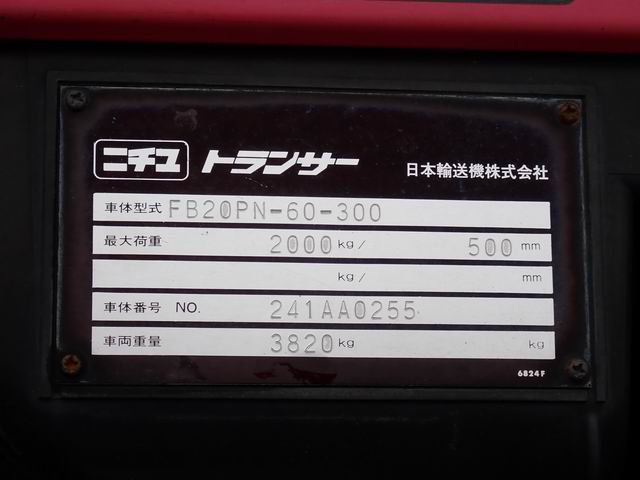 ニチユ トランサー 日本輸送機株式会社
車体型式 FB20PN-60-300
最大荷重 2000 kg/ 500 mm
kg/ mm
車体番号 NO. 241AA0255
車両重量 3820 kg kg
6824F